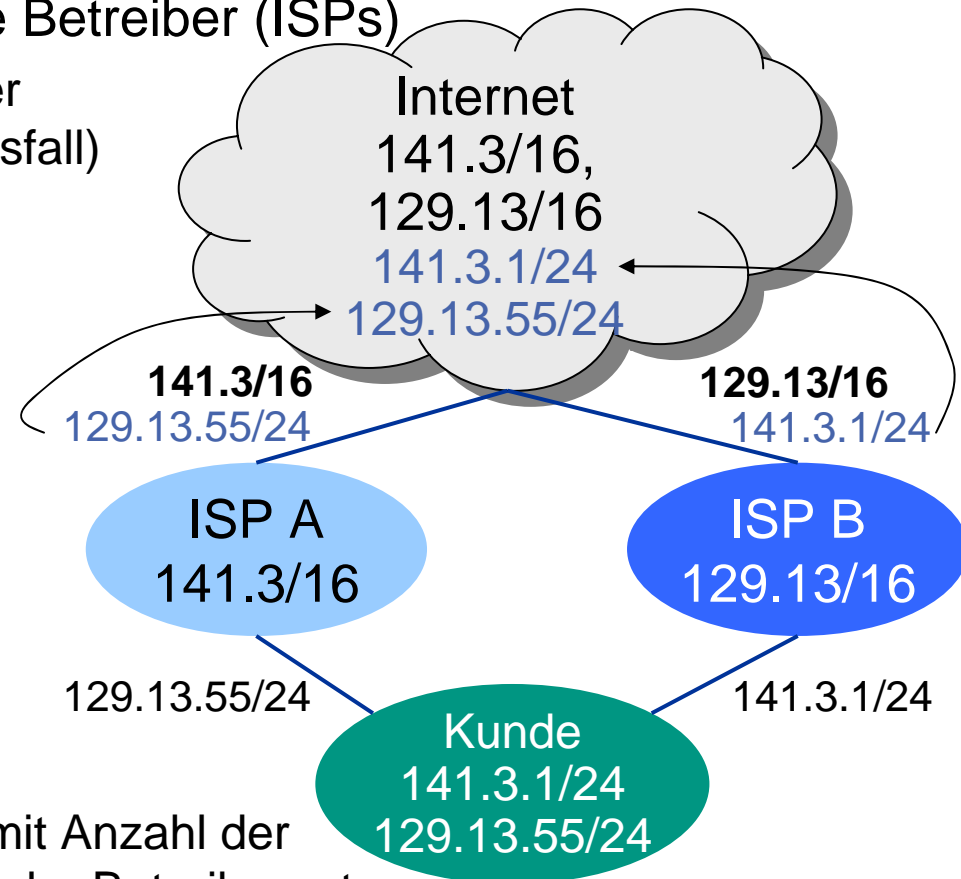 e Betreiber (ISPs)
er
sfall)
Internet
141.3/16,
129.13/16
141.3.1/24
129.13.55/24
141.3/16
129.13.55/24
129.13/16
141.3.1/24
ISP A
141.3/16
ISP B
129.13/16
129.13.55/24
141.3.1/24
Kunde
141.3.1/24
129.13.55/24
mit Anzahl der